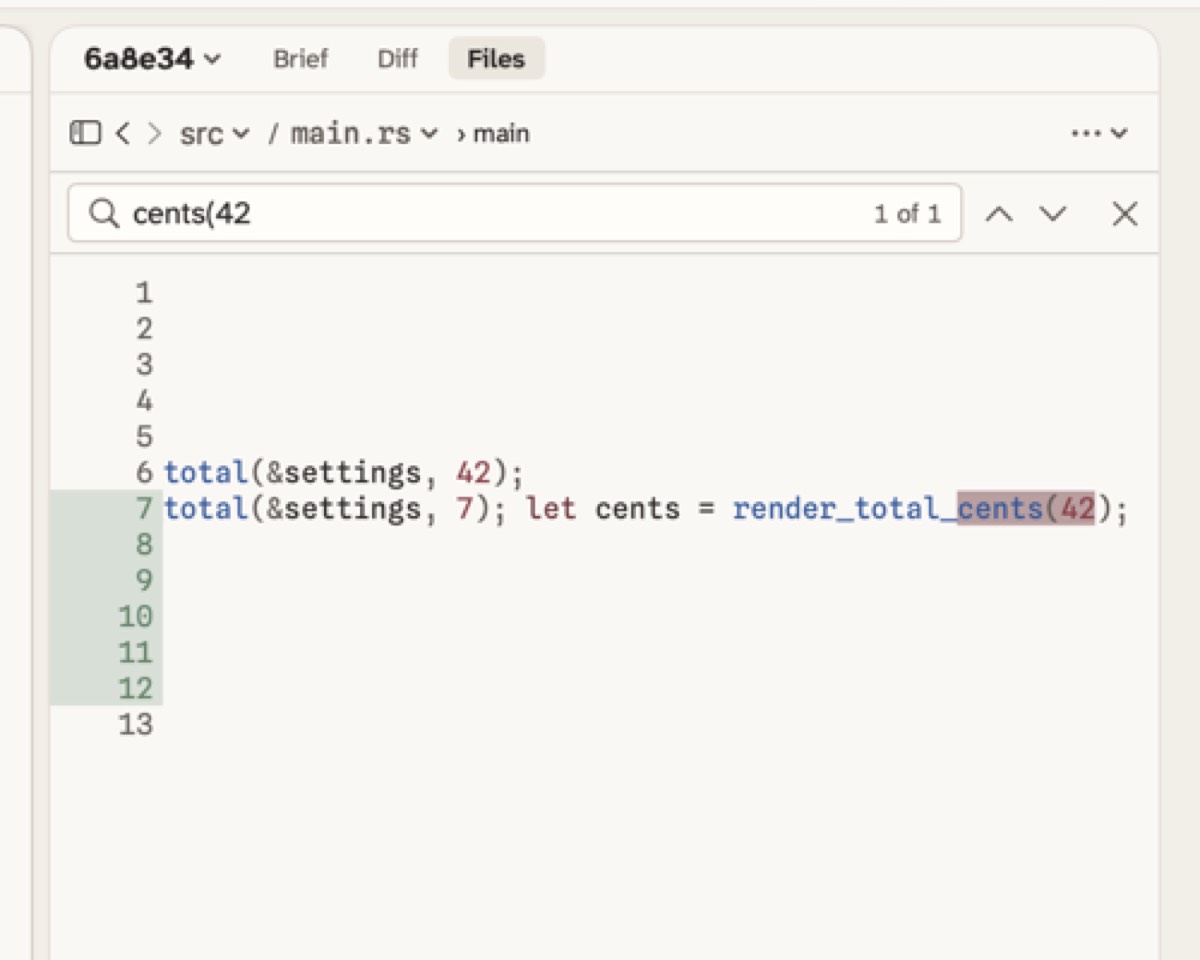 6a8e34 Brief Diff Files
src / main.rs › main ...
cents(42 1 of 1
1
2
3
4
5
6 total(&settings, 42);
7 total(&settings, 7); let cents = render_total_cents(42);
8
9
10
11
12
13